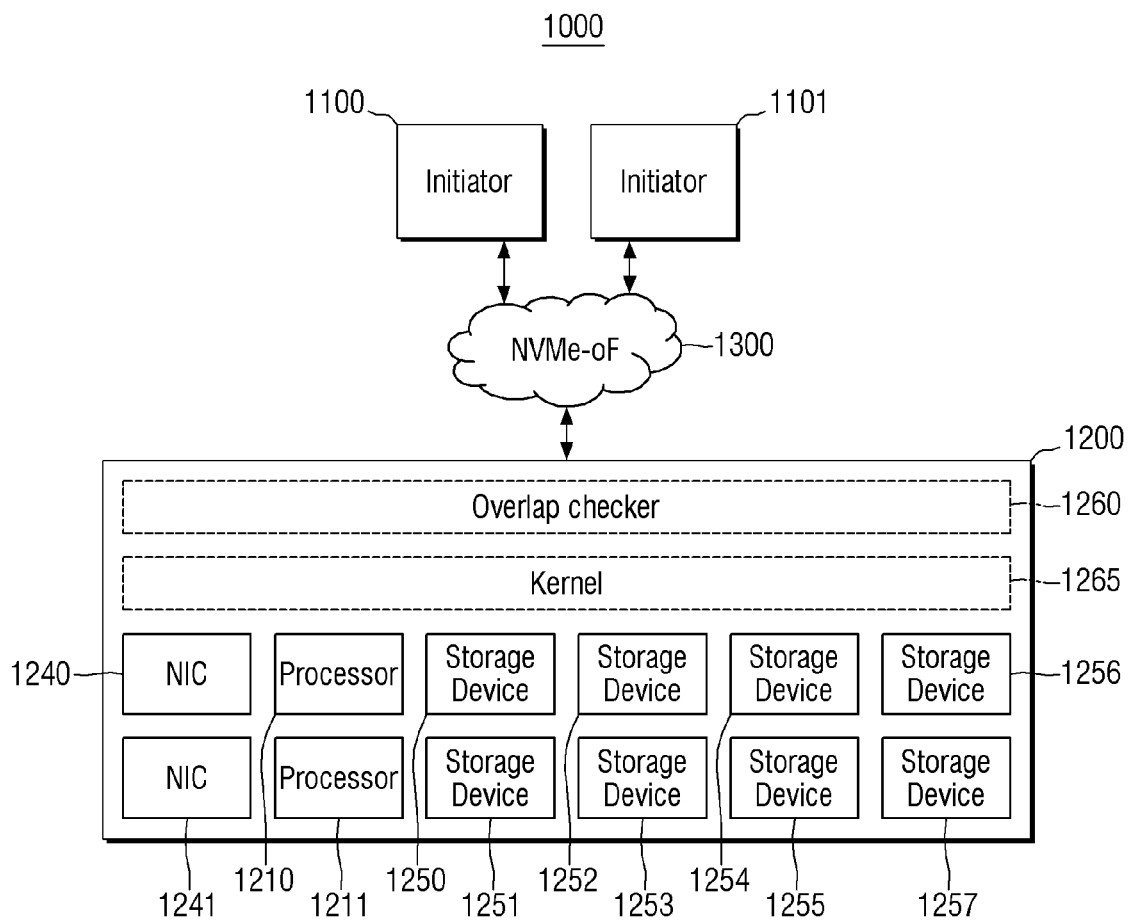 1000
1100
1101
Initiator
Initiator
NVMe-oF
1300
1200
Overlap checker
1260
Kernel
1265
1240
NIC
Processor
Storage
Device
Storage
Device
Storage
Device
Storage
Device
1256
NIC
Processor
Storage
Device
Storage
Device
Storage
Device
Storage
Device
1241
1210
1211
1250
1251
1252
1253
1254
1255
1257